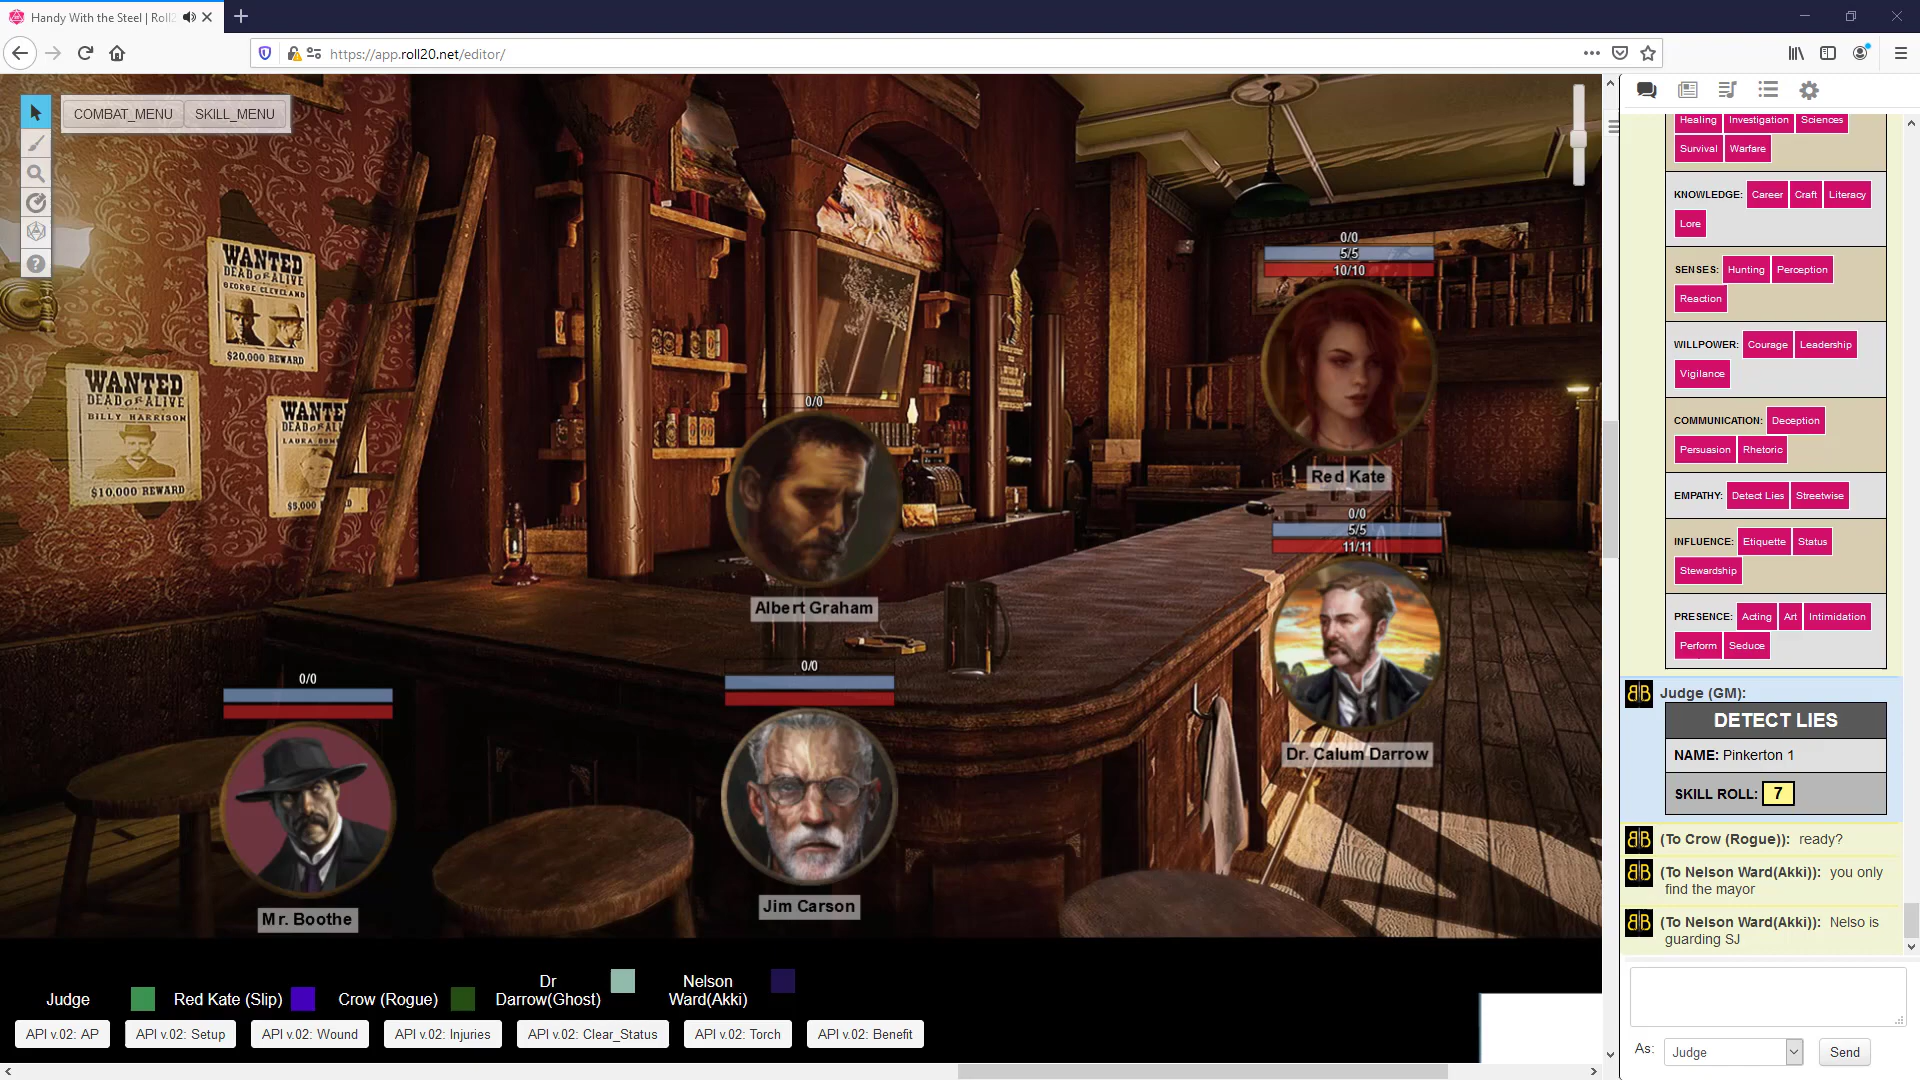 Handy With the Steel | Roll2
https://app.roll20.net/editor/
COMBAT_MENU SKILL_MENU
WANTED
DEAD OR ALIVE
GEORGE CLEVELAND
$20,000 REWARD
WANTED
DEAD OR ALIVE
BILLY HARRISON
$10,000 REWARD
WANTED
DEAD OR ALIVE
LAURA
$5,000
0/0
5/5
10/10
Red Kate
0/0
Albert Graham
0/0
5/5
11/11
Dr. Calum Darrow
0/0
Mr. Boothe
0/0
Jim Carson
Judge
Red Kate (Slip)
Crow (Rogue)
Dr
Darrow(Ghost)
Nelson
Ward(Akki)
API v.02: AP
API v.02: Setup
API v.02: Wound
API v.02: Injuries
API v.02: Clear_Status
API v.02: Torch
API v.02: Benefit
Healing Investigation Sciences
Survival Warfare
KNOWLEDGE: Career Craft Literacy
Lore
SENSES: Hunting Perception
Reaction
WILLPOWER: Courage Leadership
Vigilance
COMMUNICATION: Deception
Persuasion Rhetoric
EMPATHY: Detect Lies Streetwise
INFLUENCE: Etiquette Status
Stewardship
PRESENCE: Acting Art Intimidation
Perform Seduce
Judge (GM):
DETECT LIES
NAME: Pinkerton 1
SKILL ROLL: 7
(To Crow (Rogue)): ready?
(To Nelson Ward(Akki)): you only
find the mayor
(To Nelson Ward(Akki)): Nelso is
guarding SJ
As: Judge Send